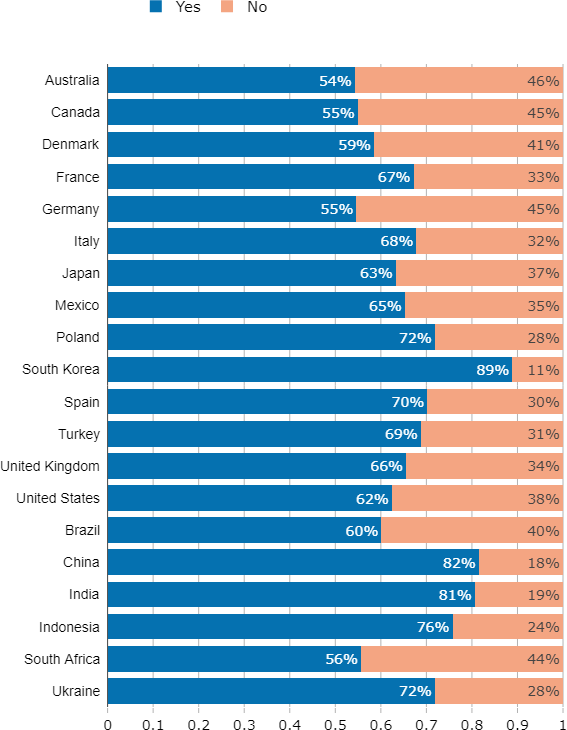 Yes No
Australia 54% 46%
Canada 55% 45%
Denmark 59% 41%
France 67% 33%
Germany 55% 45%
Italy 68% 32%
Japan 63% 37%
Mexico 65% 35%
Poland 72% 28%
South Korea 89% 11%
Spain 70% 30%
Turkey 69% 31%
United Kingdom 66% 34%
United States 62% 38%
Brazil 60% 40%
China 82% 18%
India 81% 19%
Indonesia 76% 24%
South Africa 56% 44%
Ukraine 72% 28%
0 0.1 0.2 0.3 0.4 0.5 0.6 0.7 0.8 0.9 1